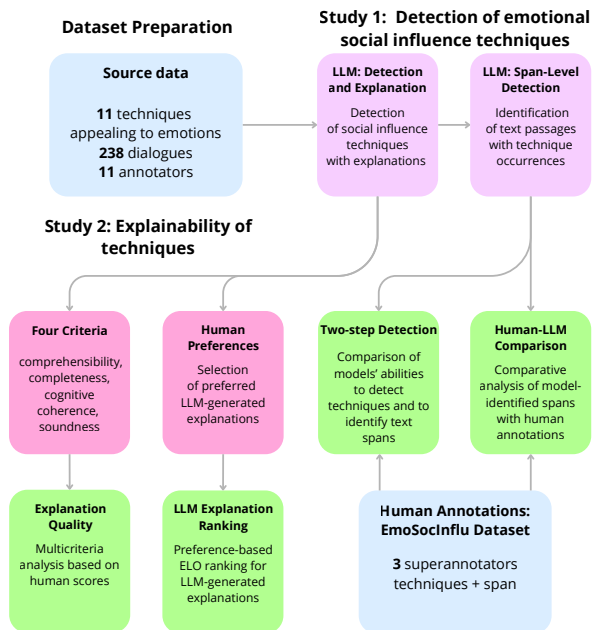 Dataset Preparation
Study 1:  Detection of emotional
social influence techniques
Source data
11 techniques
appealing to emotions
238 dialogues
11 annotators
LLM: Detection
and Explanation
Detection
of social influence
techniques
with explanations
LLM: Span-Level
Detection
Identification
of text passages
with technique
occurrences
Study 2: Explainability of
techniques
Four Criteria
comprehensibility,
completeness,
cognitive
coherence,
soundness
Human
Preferences
Selection
of preferred
LLM-generated
explanations
Two-step Detection
Comparison of
models’ abilities
to detect
techniques and to
identify text
spans
Human-LLM
Comparison
Comparative
analysis of model-
identified spans
with human
annotations
Explanation
Quality
Multicriteria
analysis based on
human scores
LLM Explanation
Ranking
Preference-based
ELO ranking for
LLM-generated
explanations
Human Annotations:
EmoSocInflu Dataset
3 superannotators
techniques + span